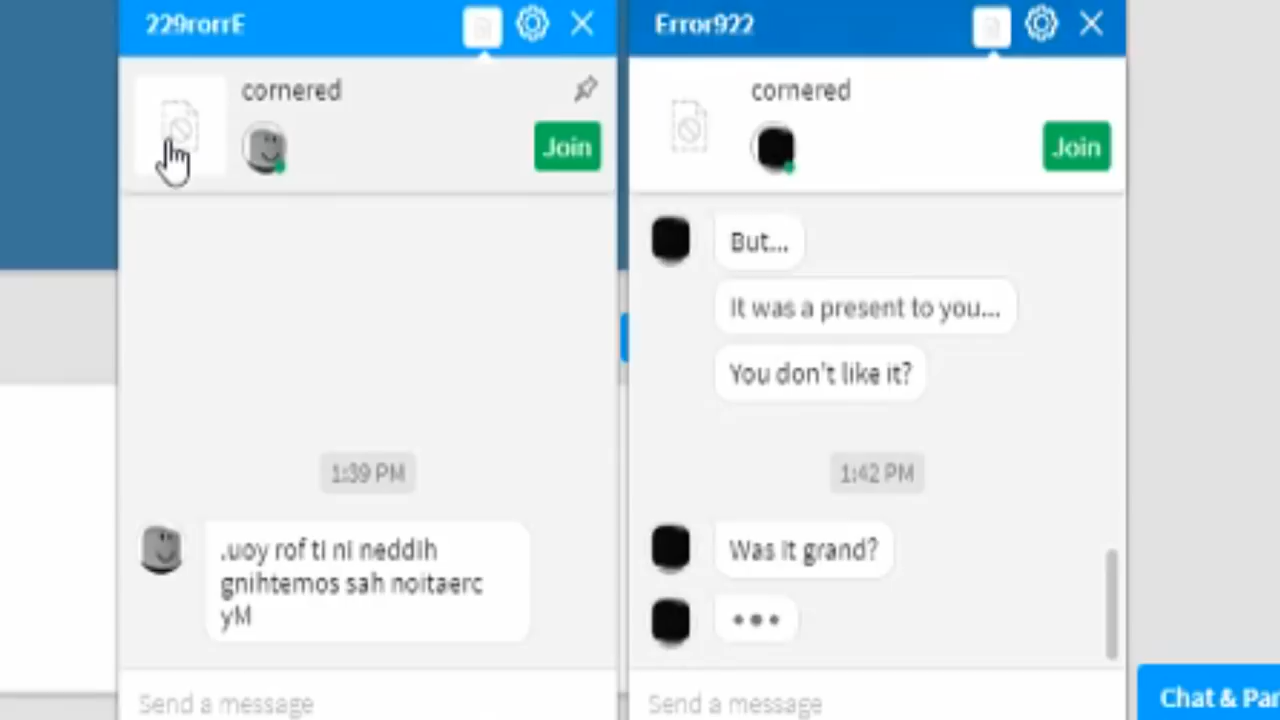 229rorrE
cornered
Join
1:39 PM
.uoy rof ti ni neddih
gnihtemos sah noitaerc
yM
Send a message
Error922
cornered
Join
But...
It was a present to you...
You don't like it?
1:42 PM
Was it grand?
Send a message
Chat & Par